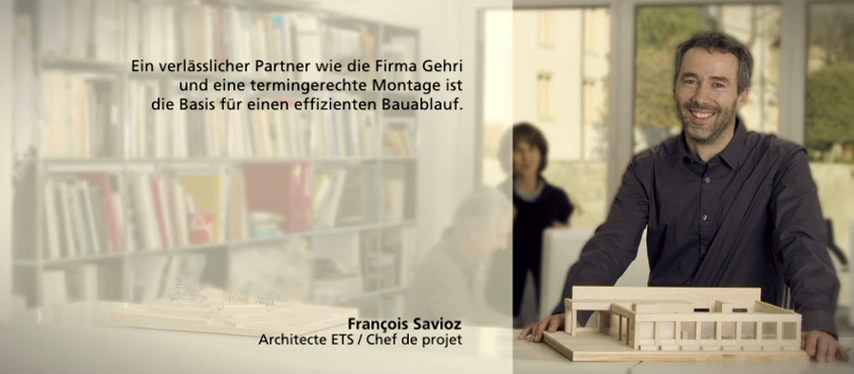 Ein verlässlicher Partner wie die Firma Gehri
und eine termingerechte Montage ist
die Basis für einen effizienten Bauablauf.
François Savioz
Architecte ETS / Chef de projet